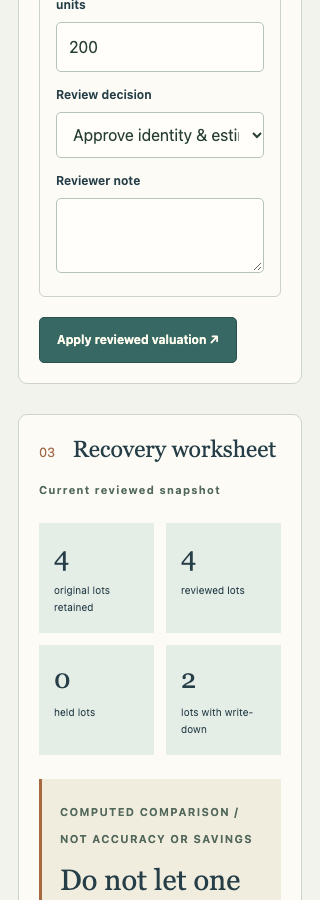 units
200
Review decision
Approve identity & esti
Reviewer note
Apply reviewed valuation ↗
03 Recovery worksheet
Current reviewed snapshot
4
original lots
retained
4
reviewed lots
0
held lots
2
lots with write-
down
COMPUTED COMPARISON /
NOT ACCURACY OR SAVINGS
Do not let one